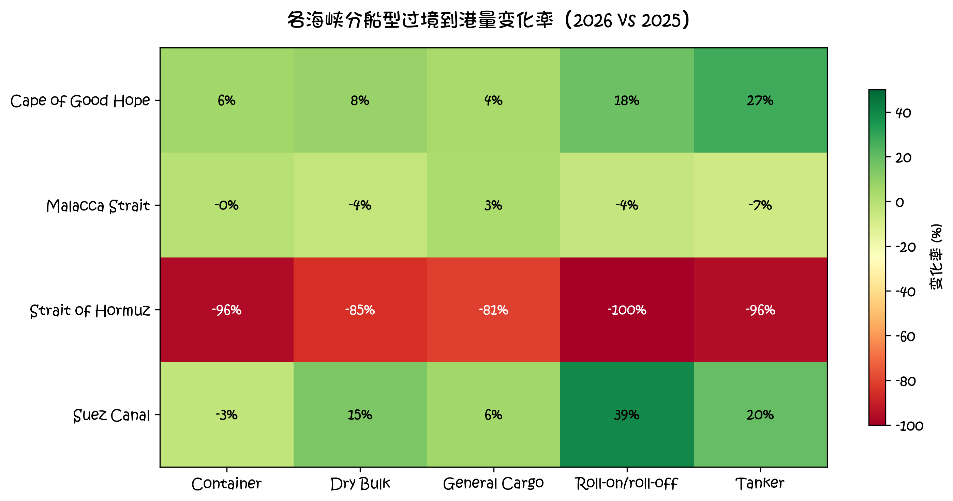 各海峡分船型过境到港量变化率（2026 VS 2025）
Cape of Good Hope 6% 8% 4% 18% 27%
Malacca Strait -0% -4% 3% -4% -7%
Strait of Hormuz -96% -85% -81% -100% -96%
Suez Canal -3% 15% 6% 39% 20%
Container Dry Bulk General Cargo Roll-on/roll-off Tanker
40
20
0
-20
-40
-60
-80
-100
变化率 (%)